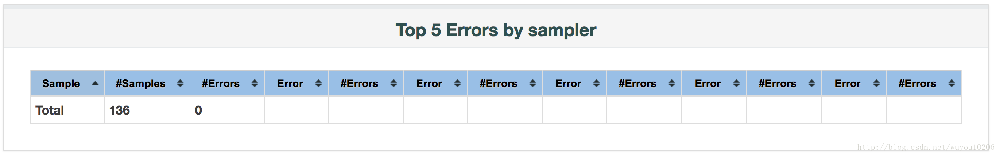 Top 5 Errors by sampler
Sample #Samples #Errors Error #Errors Error #Errors Error #Errors Error #Errors Error #Errors
Total 136 0
http://blog.csdn.net/wuyou10206